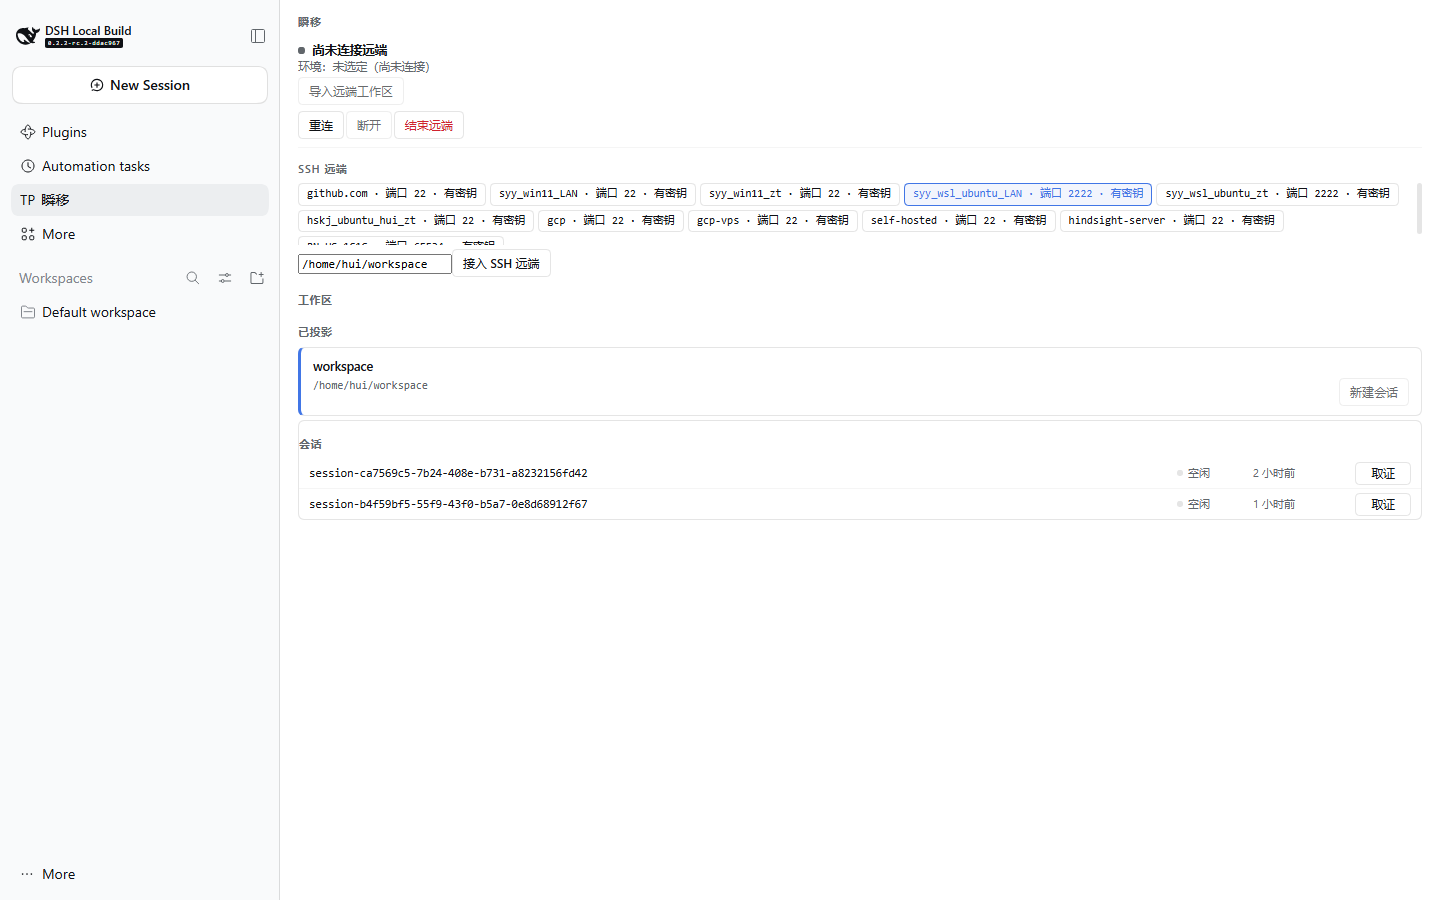 DSH Local Build
0.2.2-rc.2-ddac967
New Session
Plugins
Automation tasks
TP 瞬移
More
Workspaces
Default workspace
More
瞬移
尚未连接远端
环境：未选定（尚未连接）
导入远端工作区
重连 断开 结束远端
SSH 远端
github.com · 端口 22 · 有密钥 syy_win11_LAN · 端口 22 · 有密钥 syy_win11_zt · 端口 22 · 有密钥 syy_wsl_ubuntu_LAN · 端口 2222 · 有密钥 syy_wsl_ubuntu_zt · 端口 2222 · 有密钥
hskj_ubuntu_hui_zt · 端口 22 · 有密钥 gcp · 端口 22 · 有密钥 gcp-vps · 端口 22 · 有密钥 self-hosted · 端口 22 · 有密钥 hindsight-server · 端口 22 · 有密钥
/home/hui/workspace 接入 SSH 远端
工作区
已投影
workspace
/home/hui/workspace
新建会话
会话
session-ca7569c5-7b24-408e-b731-a8232156fd42 空闲 2 小时前 取证
session-b4f59bf5-55f9-43f0-b5a7-0e8d68912f67 空闲 1 小时前 取证